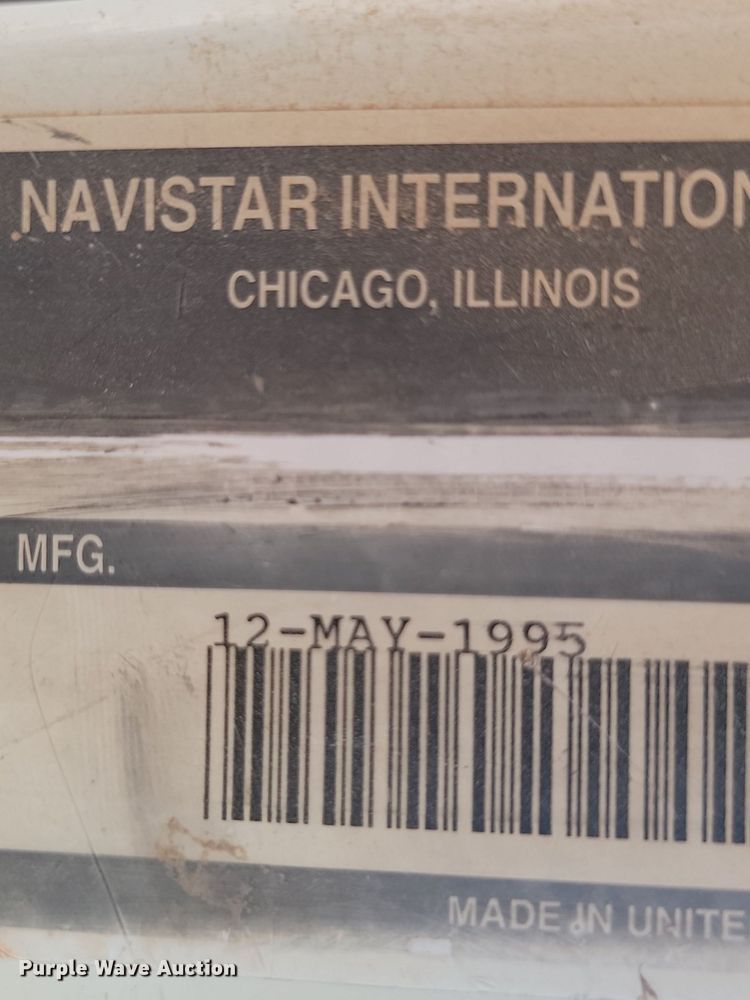 NAVISTAR INTERNATION
CHICAGO, ILLINOIS
MFG.
12-MAY-1995
MADE IN UNITE
Purple Wave Auction